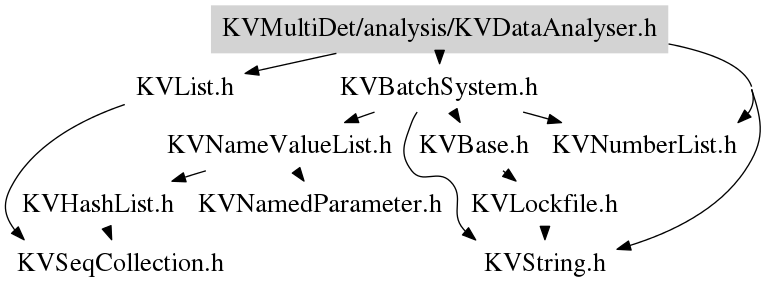 KVMultiDet/analysis/KVDataAnalyser.h
KVList.h
KVBatchSystem.h
KVNameValueList.h
KVBase.h
KVNumberList.h
KVHashList.h
KVNamedParameter.h
KVLockfile.h
KVSeqCollection.h
KVString.h